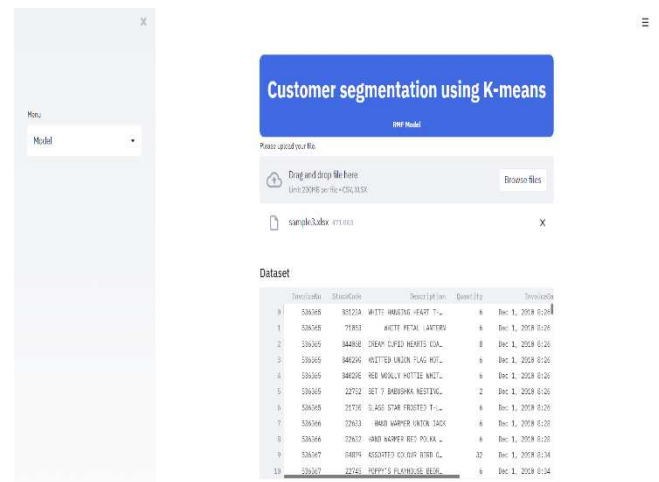 X
Menu
Model
Customer segmentation using K-means
RMF Model
Please upload your file.
Drag and drop file here
Limit 200MB per file • CSV, XLSX
Browse files
sample3.xlsx
X
Dataset
InvoiceNo StockCode Description Quantity
0 536365 85123A WHITE HANGING HEART T-… 6 Dec 1, 2010 8:26
1 536365 71053 WHITE METAL LANTERN 6 Dec 1, 2010 8:26
2 536365 84406B CREAM CUPID HEARTS COA… 8 Dec 1, 2010 8:26
3 536365 84029G KNITTED UNION FLAG HOT… 6 Dec 1, 2010 8:26
4 536365 84029E RED WOOLLY HOTTIE WHIT… 6 Dec 1, 2010 8:26
5 536365 22752 SET 7 BABUSHKA NESTING… 2 Dec 1, 2010 8:26
6 536365 21730 GLASS STAR FROSTED T-L… 6 Dec 1, 2010 8:26
7 536366 22633 HAND WARMER UNION JACK 6 Dec 1, 2010 8:28
8 536366 22632 HAND WARMER RED POLKA … 6 Dec 1, 2010 8:28
9 536367 84879 ASSORTED COLOUR BIRD O… 32 Dec 1, 2010 8:34
10 536367 22745 POPPY'S PLAYHOUSE BEDR… 6 Dec 1, 2010 8:34